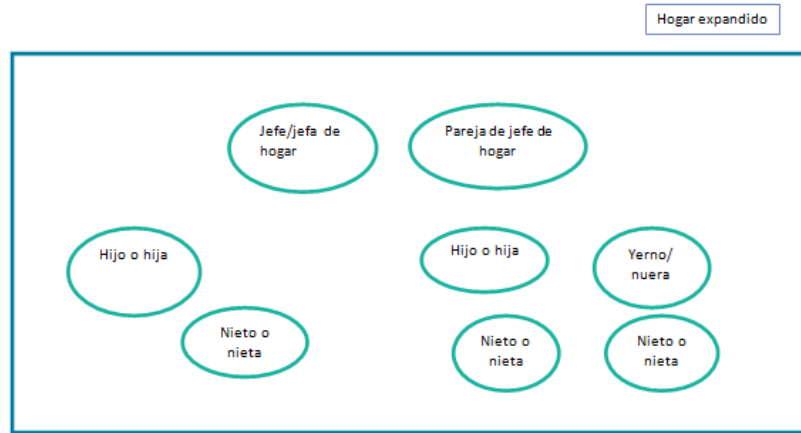 Hogar expandido
Jefe/jefa de
hogar
Pareja de jefe de
hogar
Hijo o hija
Hijo o hija
Yerno/
nuera
Nieto o
nieta
Nieto o
nieta
Nieto o
nieta